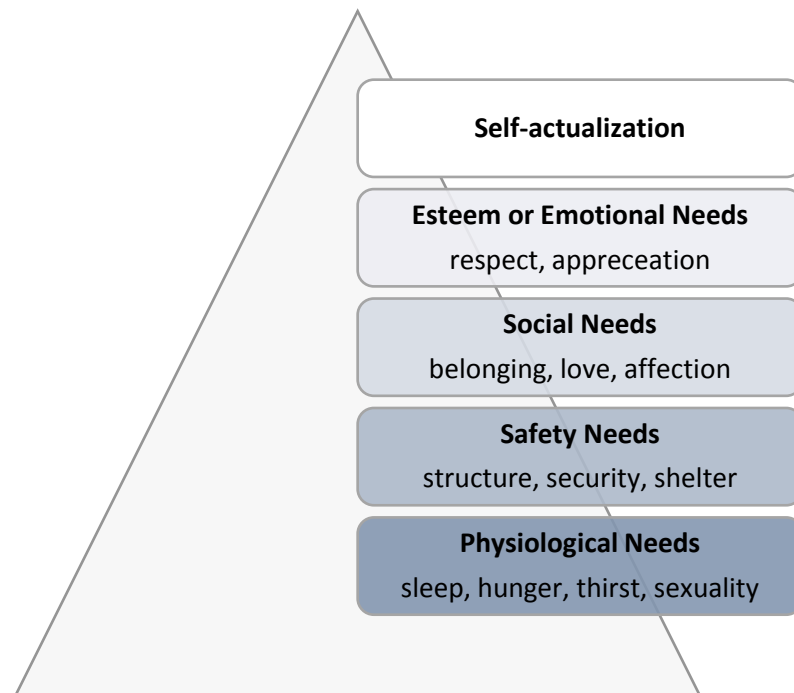 Self-actualization
Esteem or Emotional Needs
respect, appreceation
Social Needs
belonging, love, affection
Safety Needs
structure, security, shelter
Physiological Needs
sleep, hunger, thirst, sexuality